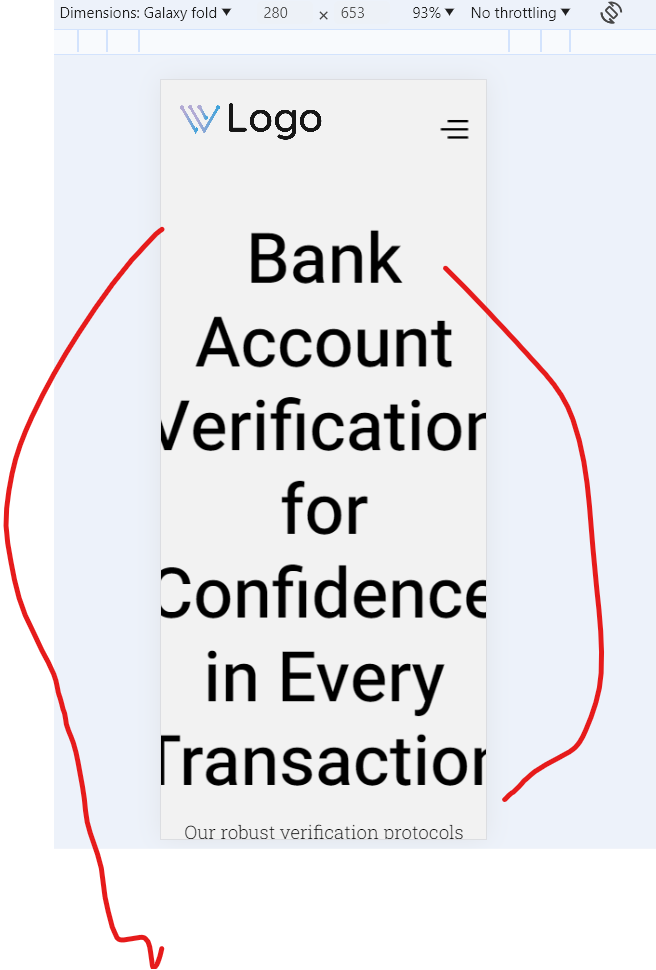 Dimensions: Galaxy fold ▼ 280 × 653 93% ▼ No throttling ▼
Logo
Bank
Account
Verification
for
Confidence
in Every
Transaction
Our robust verification protocols